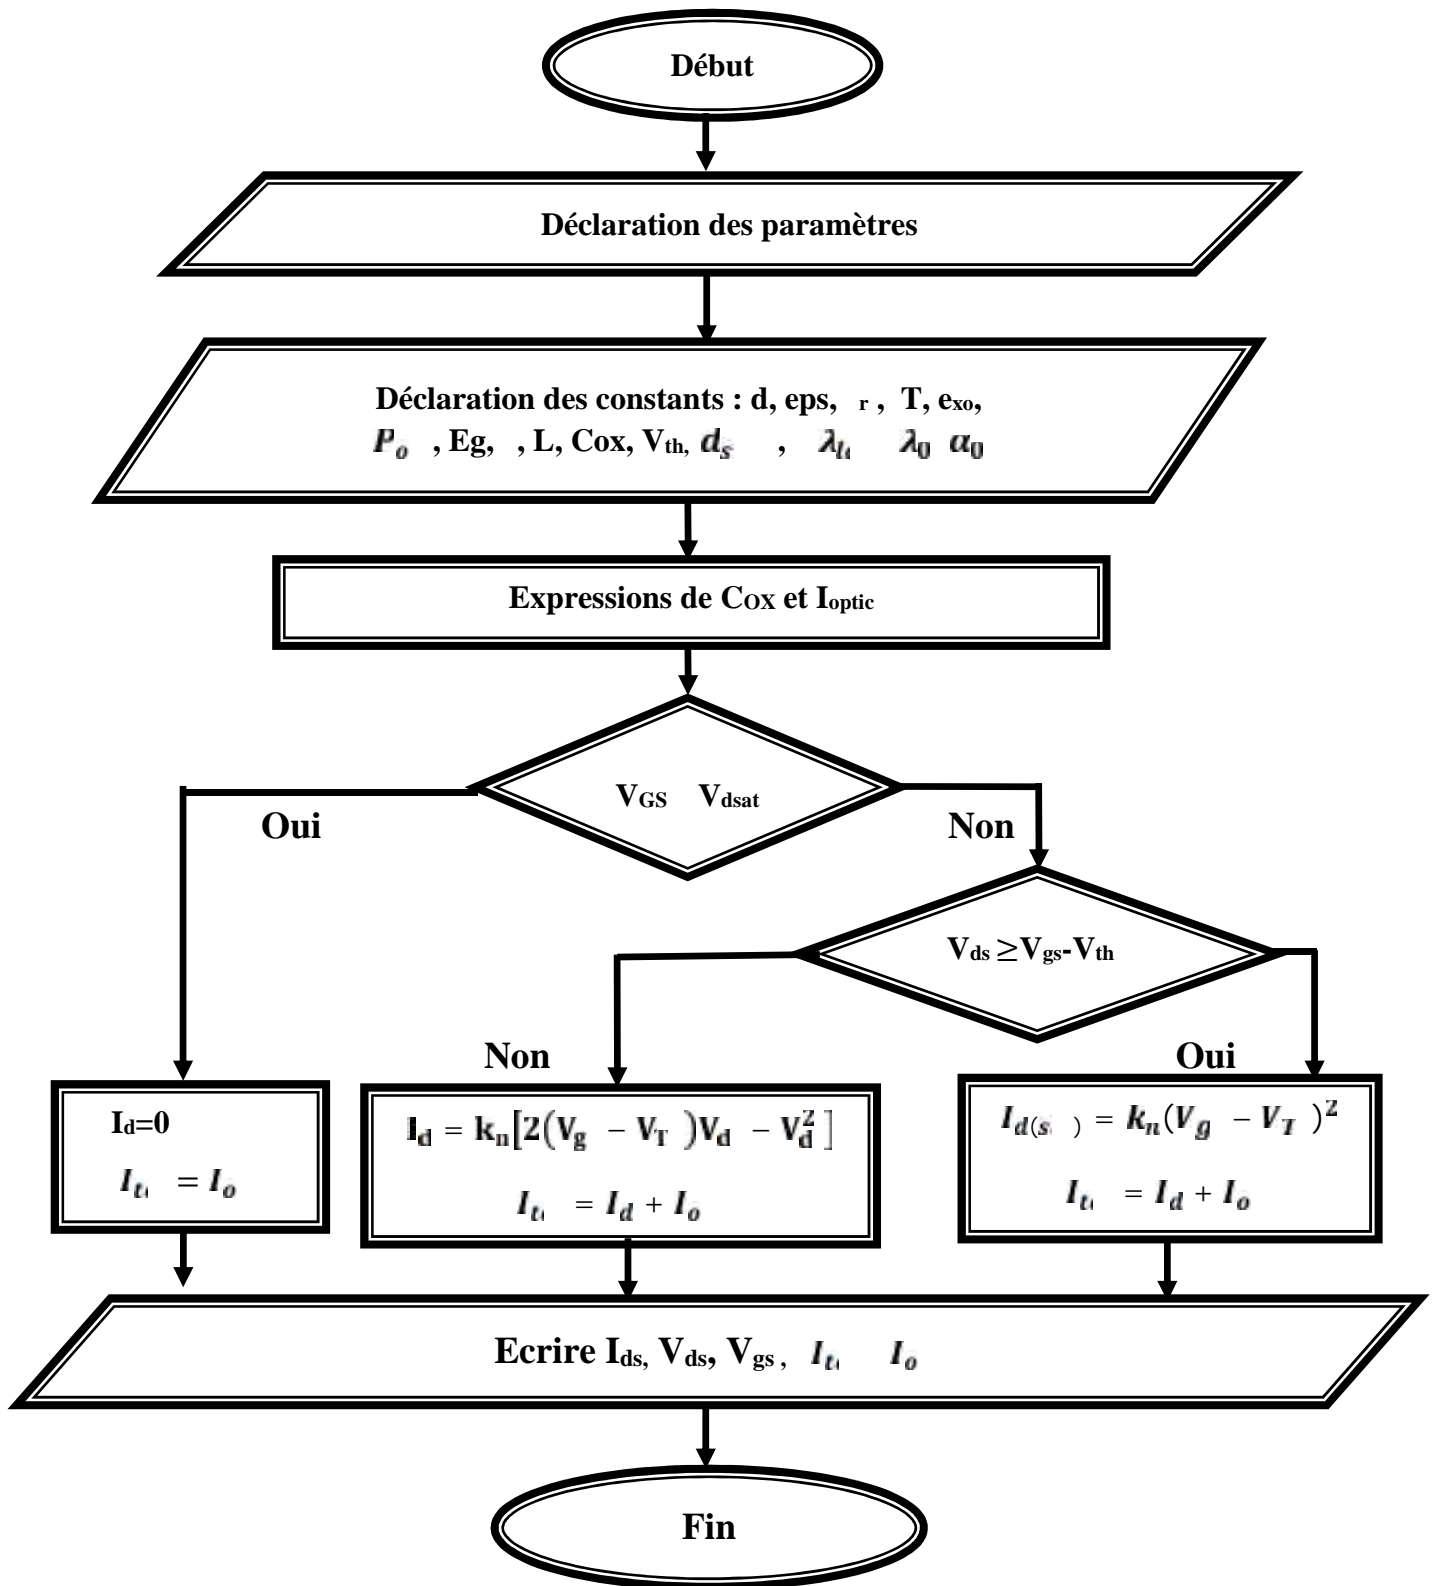 Début
Déclaration des paramètres
Déclaration des constants : d, eps, r , T, exo,
Po , Eg, , L, Cox, Vth, ds , λ λ0 α0
Expressions de COX et Ioptic
VGS Vdsat
Oui
Non
Vds ≥Vgs-Vth
Non
Oui
Id=0
It = Io
Id = kn[2(Vg − VT )Vd − Vd²]
It = Id + Io
Id(s ) = kn(Vg − VT )²
It = Id + Io
Ecrire Ids, Vds, Vgs , It Io
Fin